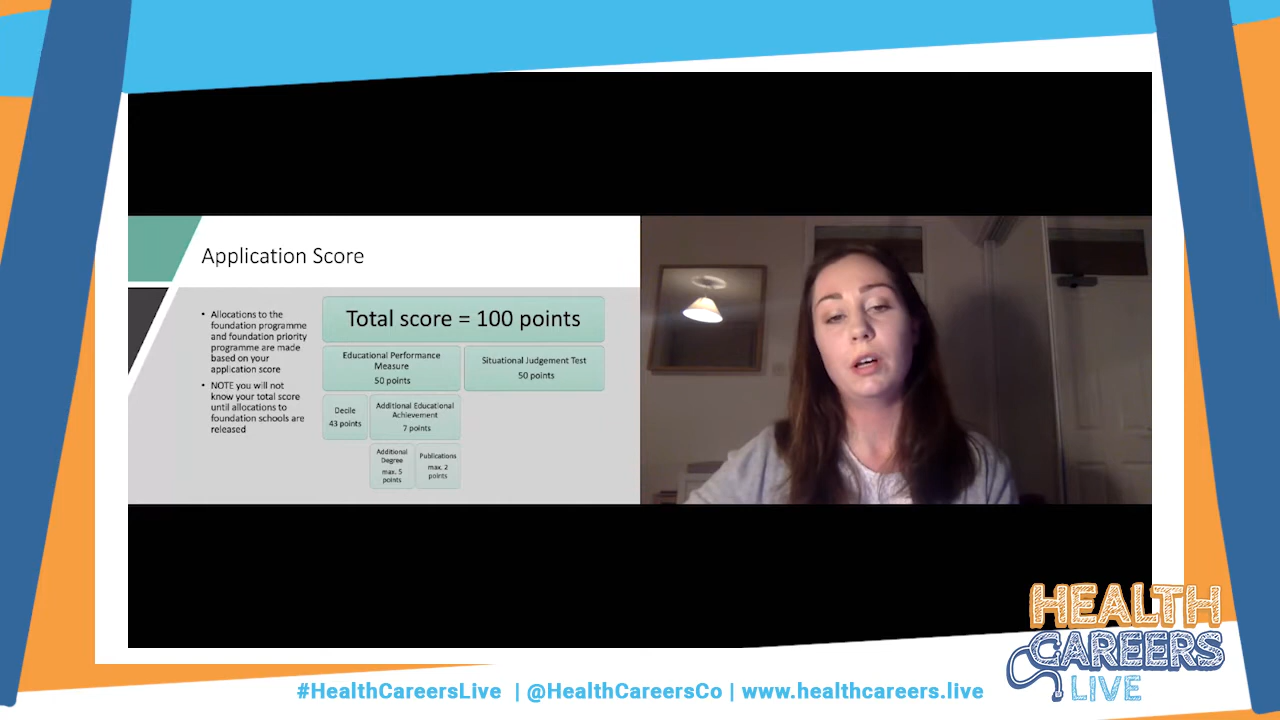 Application Score
• Allocations to the
foundation programme
and foundation priority
programme are made
based on your
application score
• NOTE you will not
know your total score
until allocations to
foundation schools are
released
Total score = 100 points
Educational Performance
Measure
50 points
Situational Judgement Test
50 points
Decile
43 points
Additional Educational
Achievement
7 points
Additional
Degree
max. 5
points
Publications
max. 2
points
HEALTH
CAREERS
LIVE
#HealthCareersLive | @HealthCareersCo | www.healthcareers.live